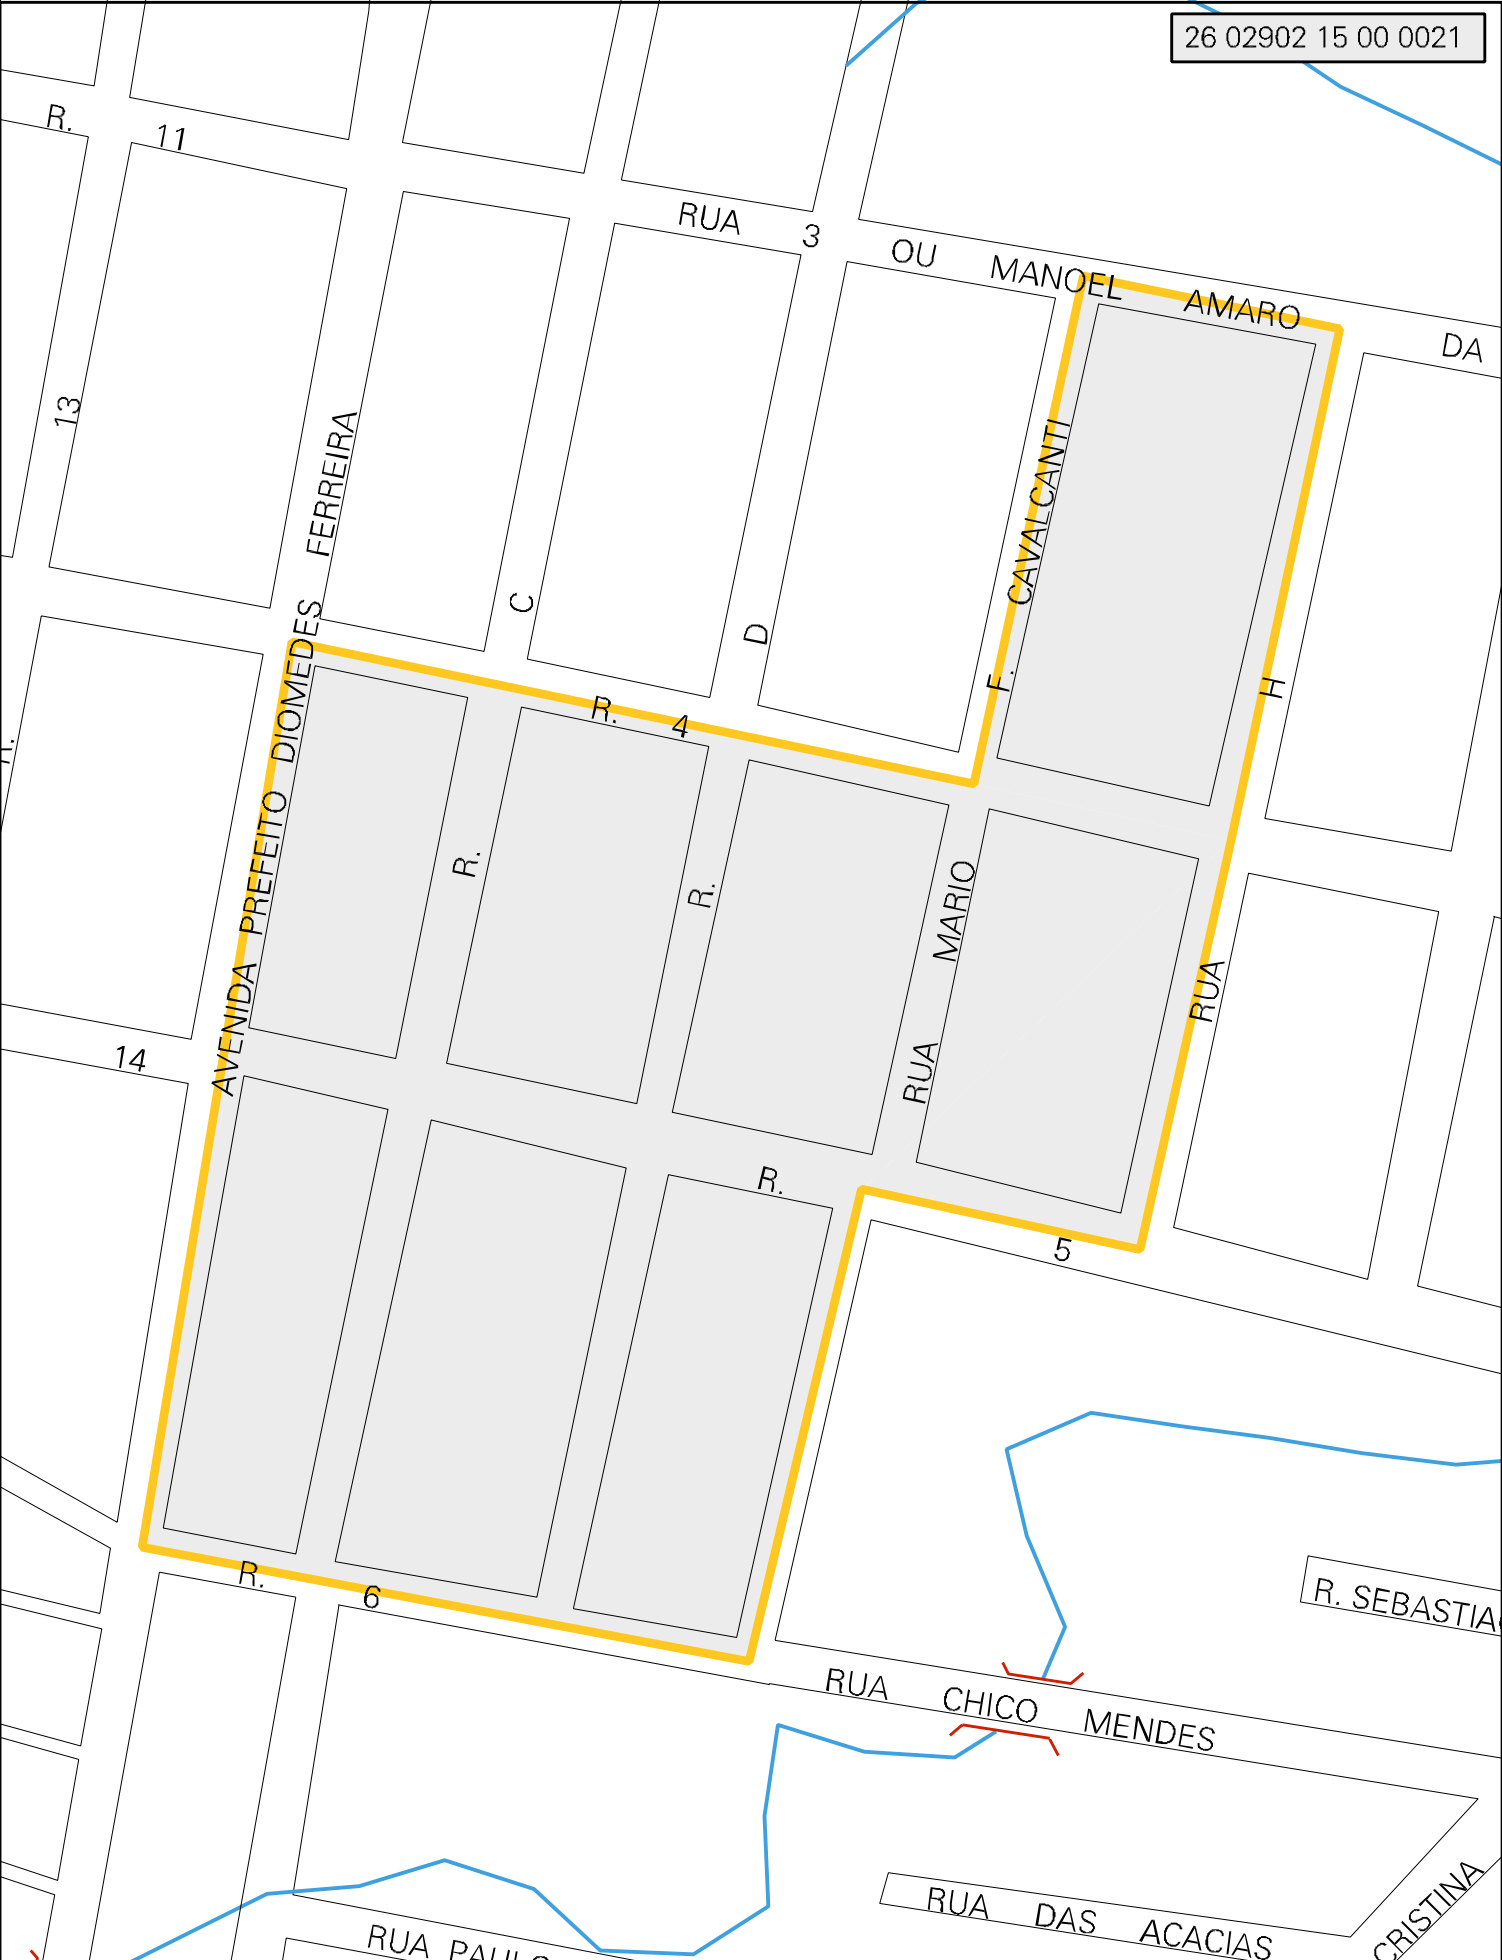 26 02902 15 00 0021
R. 11
RUA 3 OU MANOEL AMARO DA
13
AVENIDA PREFEITO DIOMEDES FERREIRA
R. C
R. D
RUA MARIO F. CAVALCANTI
RUA H
R. 4
14
R. 5
R. 6
RUA CHICO MENDES
R. SEBASTIA
RUA DAS ACACIAS
CRISTINA
RUA PAULO